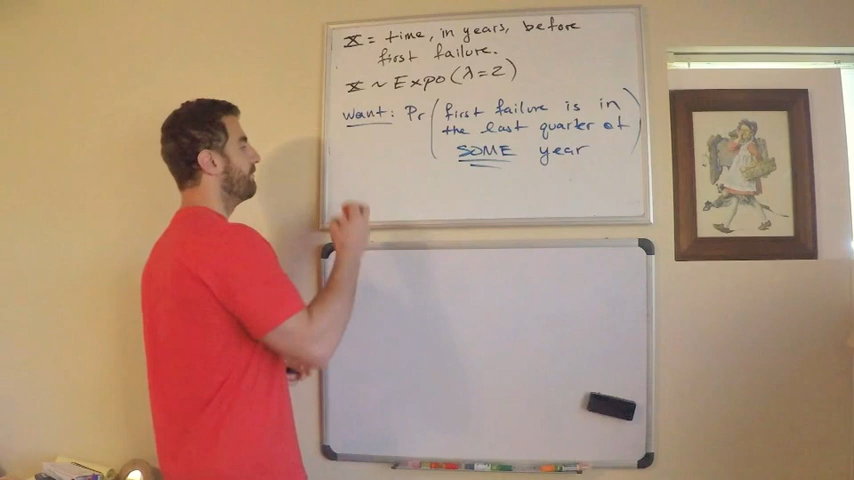 X = time, in years, before
first failure.
X ~ Expo(λ=2)
Want: Pr(first failure is in
the last quarter of
SOME year)